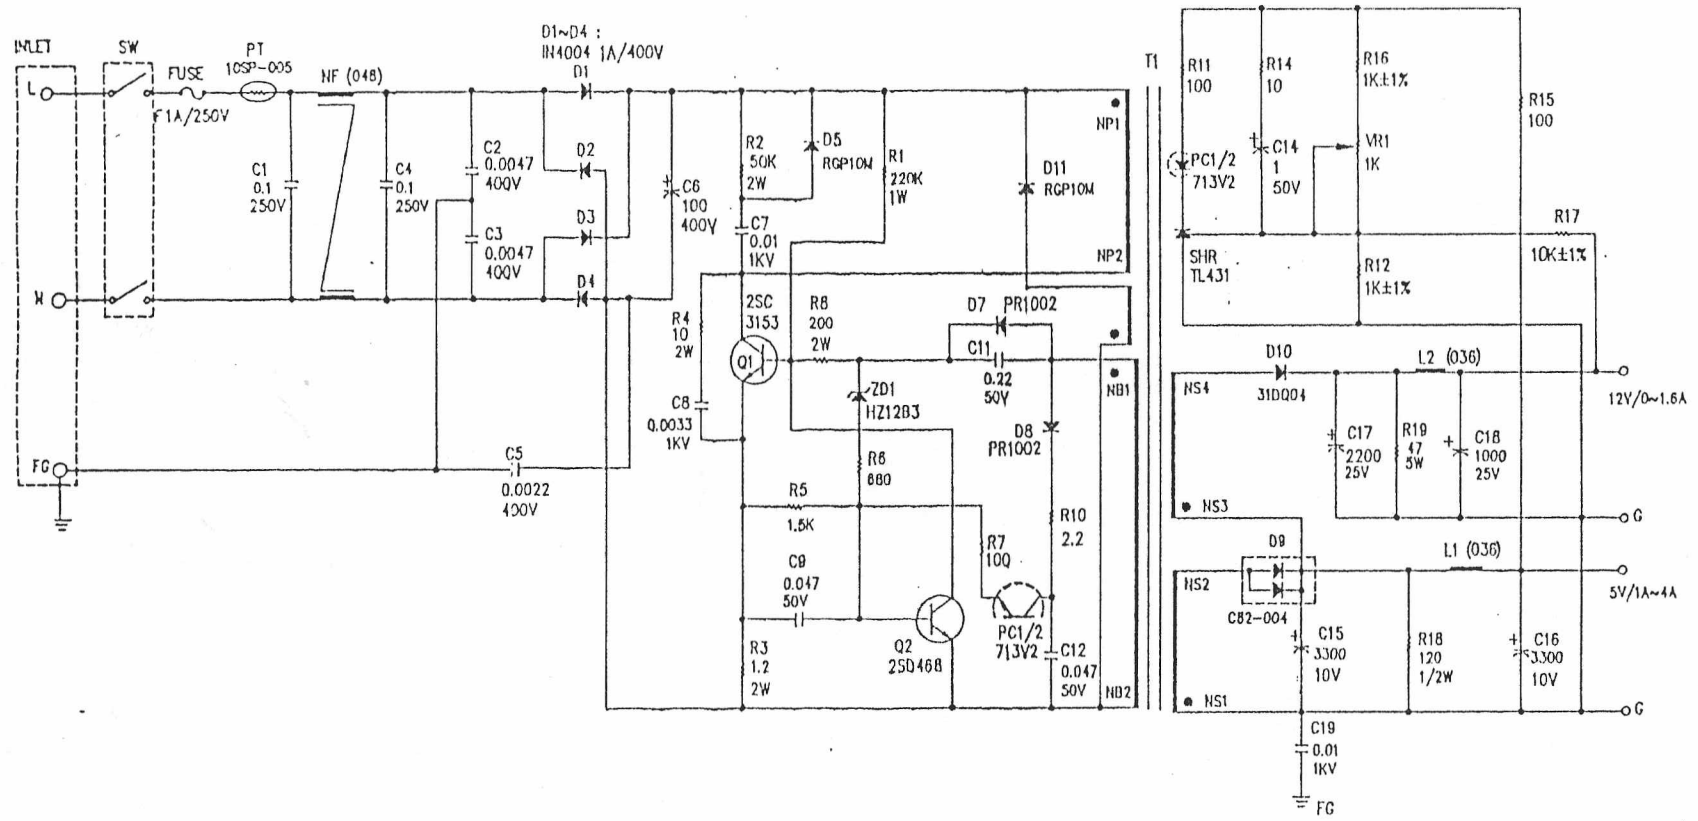 INLET
SW
FUSE
PT
10SP-005
NF (048)
D1~D4 :
IN4004 1A/400V
D1
L
F1A/250V
C1
0.1
250V
C4
0.1
250V
C2
0.0047
400V
C3
0.0047
400V
D2
D3
D4
C6
100
400V
N
FG
C5
0.0022
400V
R2
50K
2W
D5
RGP10M
R1
220K
1W
C7
0.01
1KV
D11
RGP10M
T1
NP1
NP2
R4
10
2W
2SC
3153
Q1
R8
200
2W
D7
PR1002
C11
0.22
50V
NB1
C8
0.0033
1KV
ZD1
HZ12B3
D8
PR1002
R6
680
R5
1.5K
R7
100
R10
2.2
C9
0.047
50V
Q2
2SD468
PC1/2
713V2
C12
0.047
50V
NB2
R3
1.2
2W
R11
100
R14
10
R16
1K±1%
R15
100
PC1/2
713V2
C14
1
50V
VR1
1K
R17
10K±1%
SHR
TL431
R12
1K±1%
NS4
D10
31DQ04
L2 (036)
12V/0~1.6A
C17
2200
25V
R19
47
5W
C18
1000
25V
NS3
G
D9
L1 (036)
NS2
C82-004
5V/1A~4A
C15
3300
10V
R18
120
1/2W
C16
3300
10V
NS1
G
C19
0.01
1KV
FG